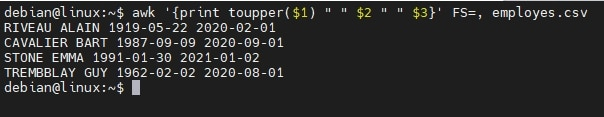 debian@linux:~$ awk '{print toupper($1) " " $2 " " $3}' FS=, employes.csv
RIVEAU ALAIN 1919-05-22 2020-02-01
CAVALIER BART 1987-09-09 2020-09-01
STONE EMMA 1991-01-30 2021-01-02
TREMBBLAY GUY 1962-02-02 2020-08-01
debian@linux:~$